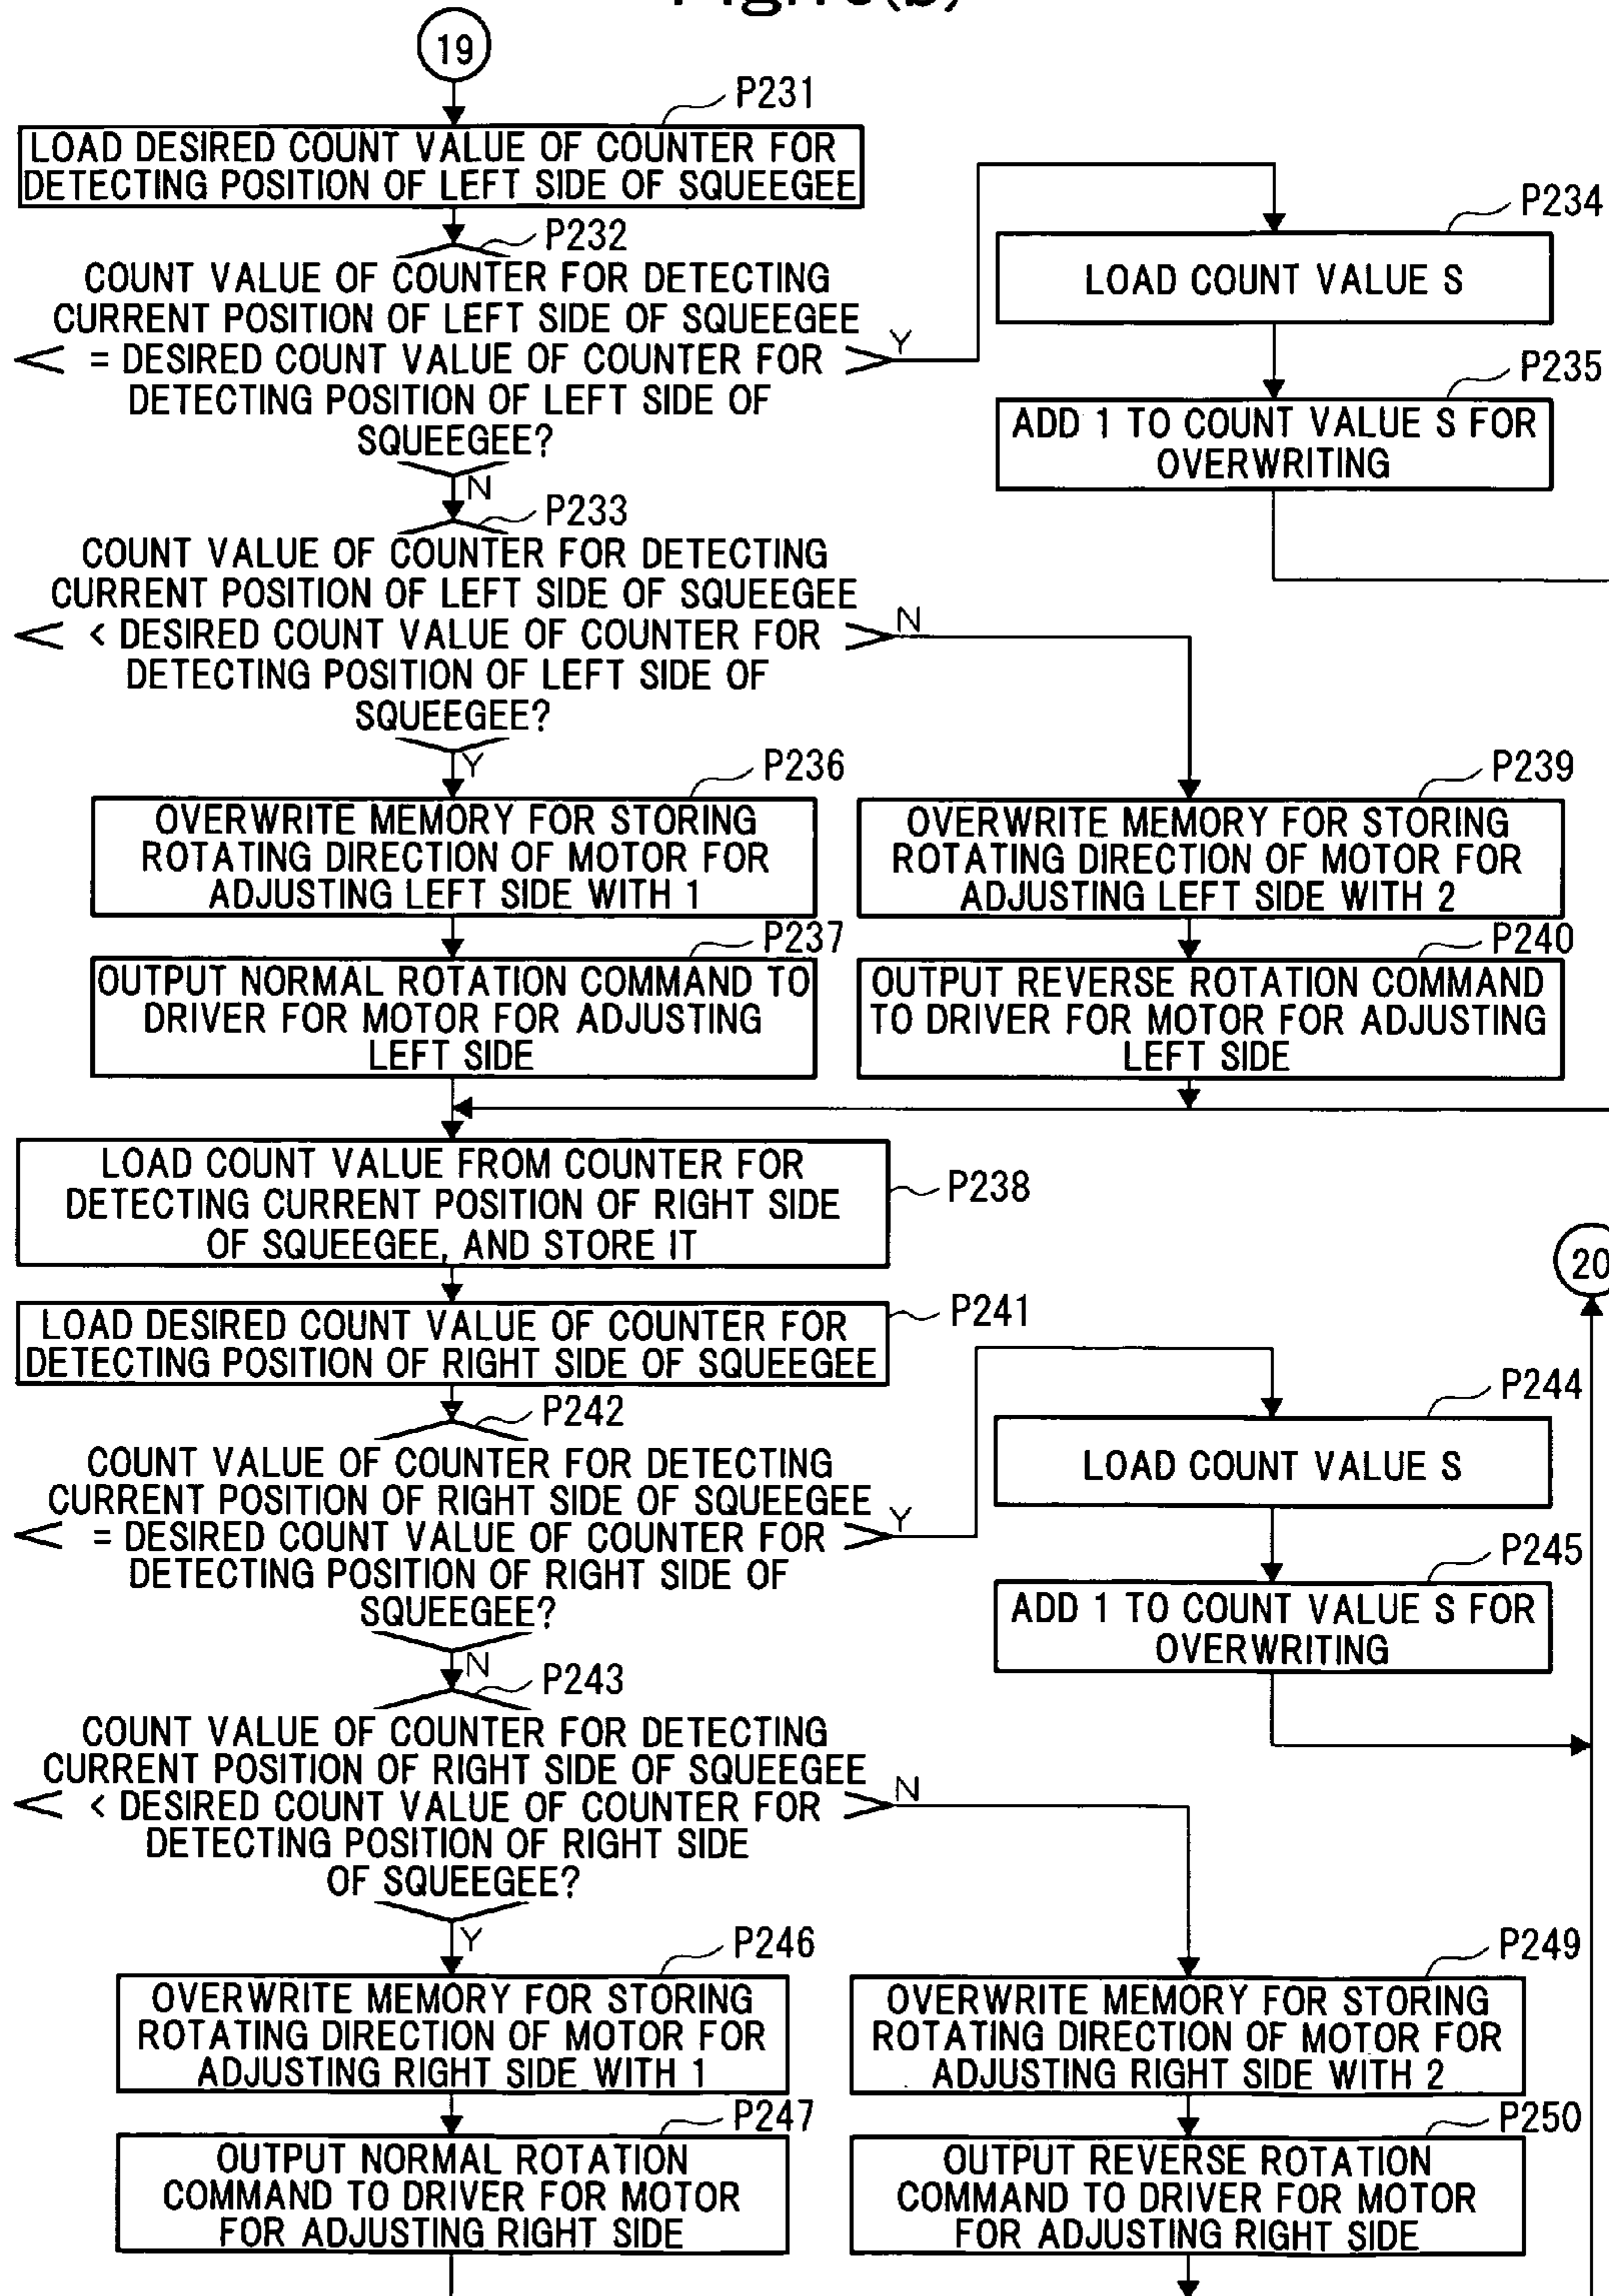 19
P231
LOAD DESIRED COUNT VALUE OF COUNTER FOR
DETECTING POSITION OF LEFT SIDE OF SQUEEGEE
P232
COUNT VALUE OF COUNTER FOR DETECTING
CURRENT POSITION OF LEFT SIDE OF SQUEEGEE
= DESIRED COUNT VALUE OF COUNTER FOR
DETECTING POSITION OF LEFT SIDE OF
SQUEEGEE?
Y
N
P234
LOAD COUNT VALUE S
P235
ADD 1 TO COUNT VALUE S FOR
OVERWRITING
P233
COUNT VALUE OF COUNTER FOR DETECTING
CURRENT POSITION OF LEFT SIDE OF SQUEEGEE
< DESIRED COUNT VALUE OF COUNTER FOR
DETECTING POSITION OF LEFT SIDE OF
SQUEEGEE?
N
Y
P236
OVERWRITE MEMORY FOR STORING
ROTATING DIRECTION OF MOTOR FOR
ADJUSTING LEFT SIDE WITH 1
P237
OUTPUT NORMAL ROTATION COMMAND TO
DRIVER FOR MOTOR FOR ADJUSTING
LEFT SIDE
P239
OVERWRITE MEMORY FOR STORING
ROTATING DIRECTION OF MOTOR FOR
ADJUSTING LEFT SIDE WITH 2
P240
OUTPUT REVERSE ROTATION COMMAND
TO DRIVER FOR MOTOR FOR ADJUSTING
LEFT SIDE
LOAD COUNT VALUE FROM COUNTER FOR
DETECTING CURRENT POSITION OF RIGHT SIDE
OF SQUEEGEE, AND STORE IT
P238
20
P241
LOAD DESIRED COUNT VALUE OF COUNTER FOR
DETECTING POSITION OF RIGHT SIDE OF SQUEEGEE
P242
COUNT VALUE OF COUNTER FOR DETECTING
CURRENT POSITION OF RIGHT SIDE OF SQUEEGEE
= DESIRED COUNT VALUE OF COUNTER FOR
DETECTING POSITION OF RIGHT SIDE OF
SQUEEGEE?
Y
N
P244
LOAD COUNT VALUE S
P245
ADD 1 TO COUNT VALUE S FOR
OVERWRITING
P243
COUNT VALUE OF COUNTER FOR DETECTING
CURRENT POSITION OF RIGHT SIDE OF SQUEEGEE
< DESIRED COUNT VALUE OF COUNTER FOR
DETECTING POSITION OF RIGHT SIDE
OF SQUEEGEE?
N
Y
P246
OVERWRITE MEMORY FOR STORING
ROTATING DIRECTION OF MOTOR FOR
ADJUSTING RIGHT SIDE WITH 1
P247
OUTPUT NORMAL ROTATION
COMMAND TO DRIVER FOR MOTOR
FOR ADJUSTING RIGHT SIDE
P249
OVERWRITE MEMORY FOR STORING
ROTATING DIRECTION OF MOTOR FOR
ADJUSTING RIGHT SIDE WITH 2
P250
OUTPUT REVERSE ROTATION
COMMAND TO DRIVER FOR MOTOR
FOR ADJUSTING RIGHT SIDE